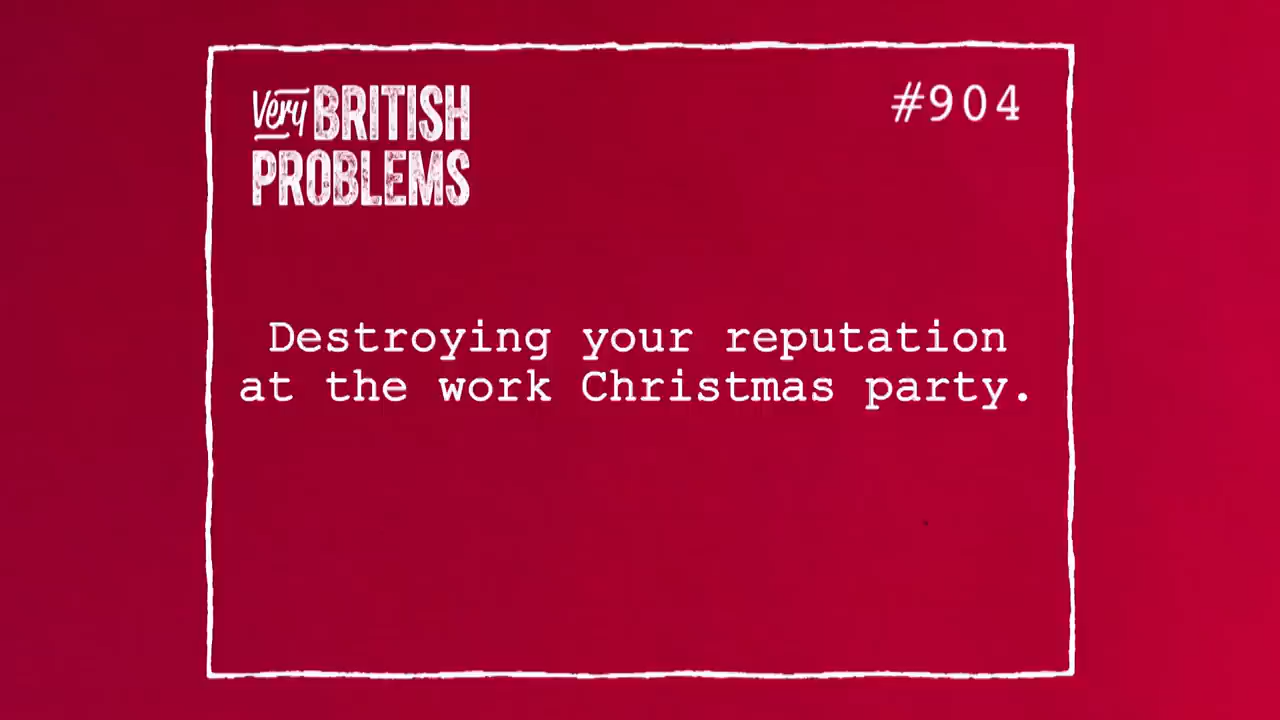 Very BRITISH
PROBLEMS
#904
Destroying your reputation
at the work Christmas party.